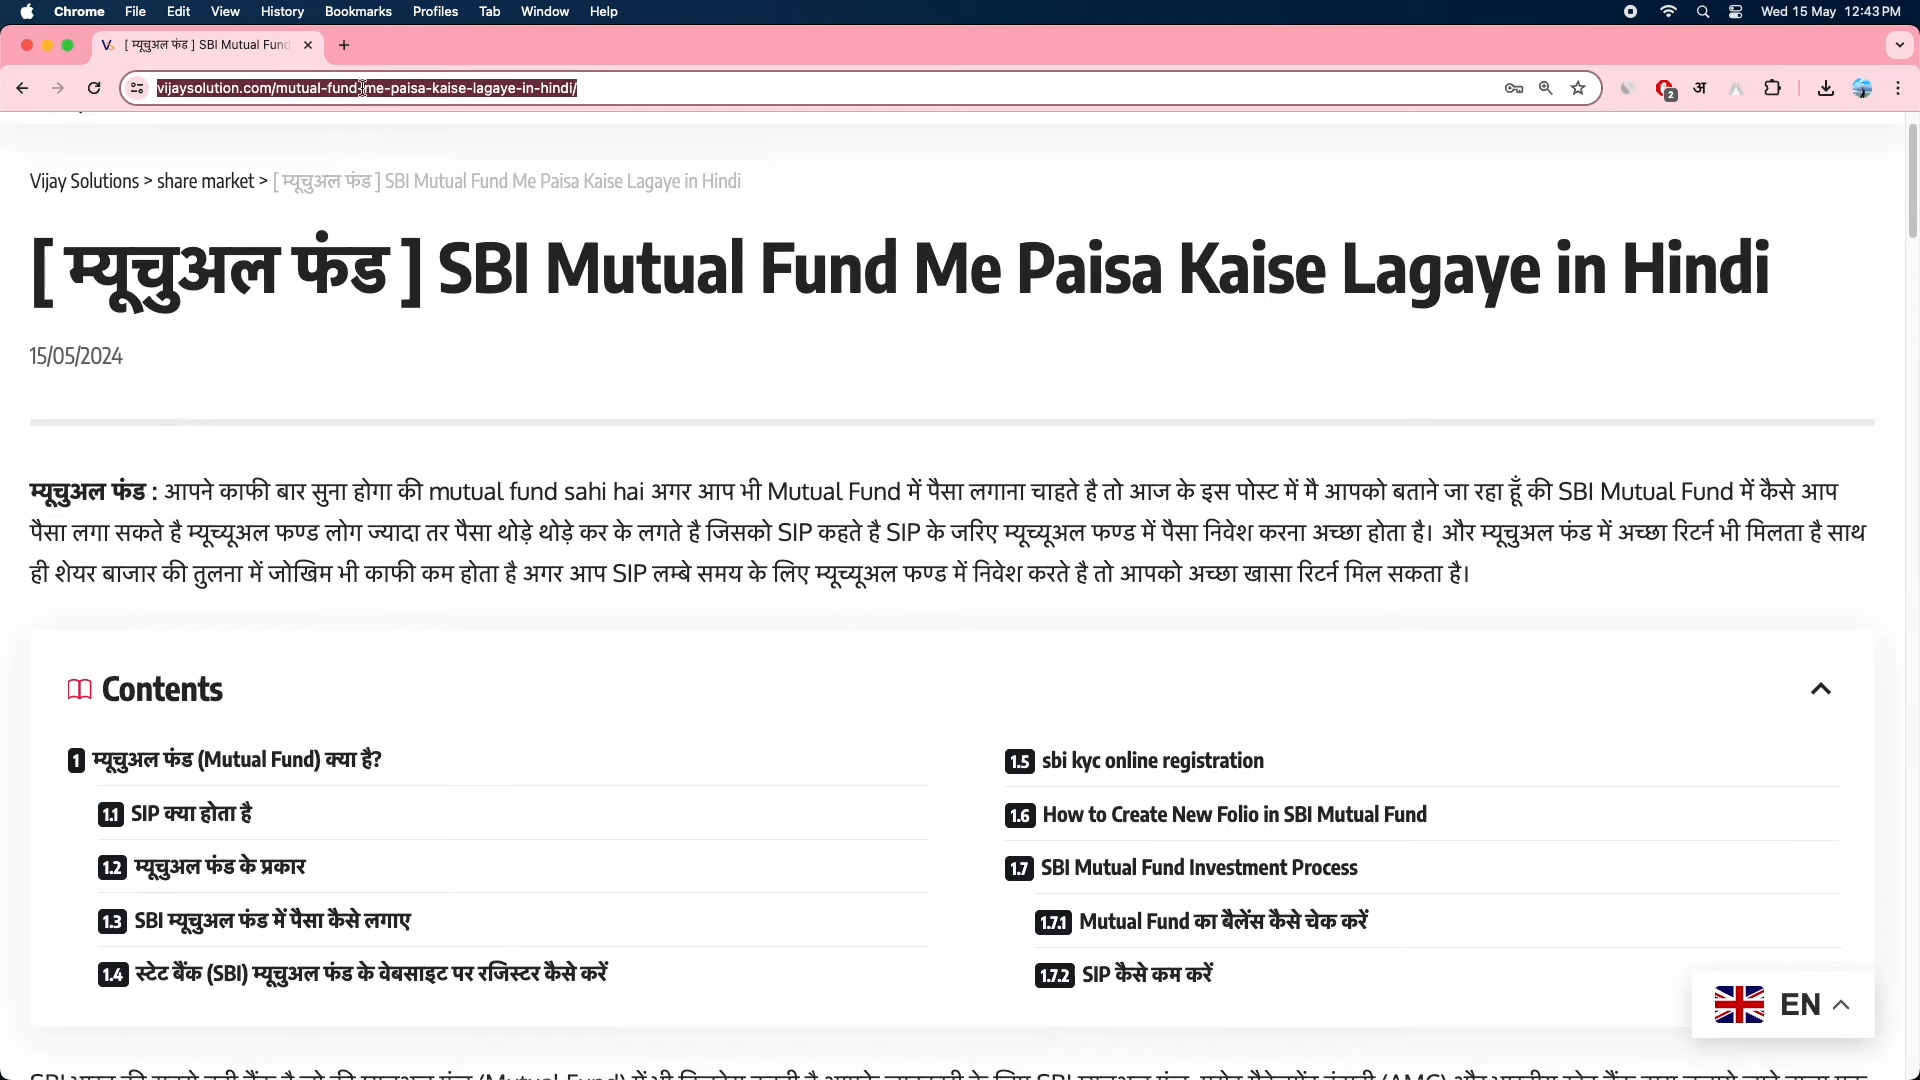 Chrome File Edit View History Bookmarks Profiles Tab Window Help Wed 15 May 12:43 PM
[ म्यूचुअल फंड ] SBI Mutual Fund
vijaysolution.com/mutual-fund-me-paisa-kaise-lagaye-in-hindi/
2 अ
Vijay Solutions > share market > [ म्यूचुअल फंड ] SBI Mutual Fund Me Paisa Kaise Lagaye in Hindi
[ म्यूचुअल फंड ] SBI Mutual Fund Me Paisa Kaise Lagaye in Hindi
15/05/2024
म्यूचुअल फंड : आपने काफी बार सुना होगा की mutual fund sahi hai अगर आप भी Mutual Fund में पैसा लगाना चाहते है तो आज के इस पोस्ट में मै आपको बताने जा रहा हूँ की SBI Mutual Fund में कैसे आप
पैसा लगा सकते है म्यूच्यूअल फण्ड लोग ज्यादा तर पैसा थोड़े थोड़े कर के लगते है जिसको SIP कहते है SIP के जरिए म्यूच्यूअल फण्ड में पैसा निवेश करना अच्छा होता है। और म्यूचुअल फंड में अच्छा रिटर्न भी मिलता है साथ
ही शेयर बाजार की तुलना में जोखिम भी काफी कम होता है अगर आप SIP लम्बे समय के लिए म्यूच्यूअल फण्ड में निवेश करते है तो आपको अच्छा खासा रिटर्न मिल सकता है।
Contents
1 म्यूचुअल फंड (Mutual Fund) क्या है?
1.1 SIP क्या होता है
1.2 म्यूचुअल फंड के प्रकार
1.3 SBI म्यूचुअल फंड में पैसा कैसे लगाए
1.4 स्टेट बैंक (SBI) म्यूचुअल फंड के वेबसाइट पर रजिस्टर कैसे करें
1.5 sbi kyc online registration
1.6 How to Create New Folio in SBI Mutual Fund
1.7 SBI Mutual Fund Investment Process
1.7.1 Mutual Fund का बैलेंस कैसे चेक करें
1.7.2 SIP कैसे कम करें
EN